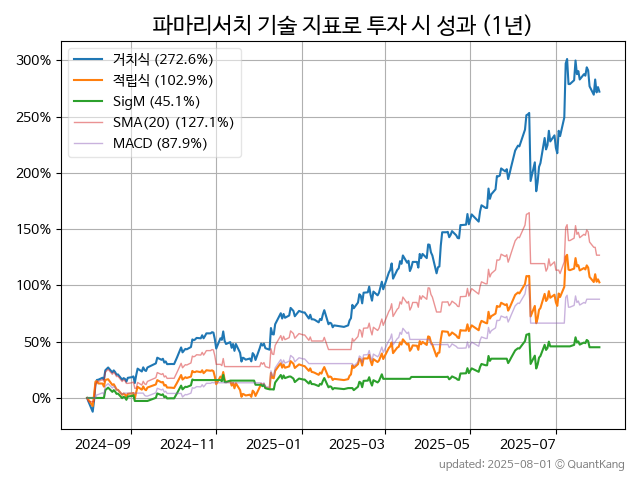 파마리서치 기술 지표로 투자 시 성과 (1년)
거치식 (272.6%)
적립식 (102.9%)
SigM (45.1%)
SMA(20) (127.1%)
MACD (87.9%)
300%
250%
200%
150%
100%
50%
0%
2024-09 2024-11 2025-01 2025-03 2025-05 2025-07
updated: 2025-08-01 © QuantKang